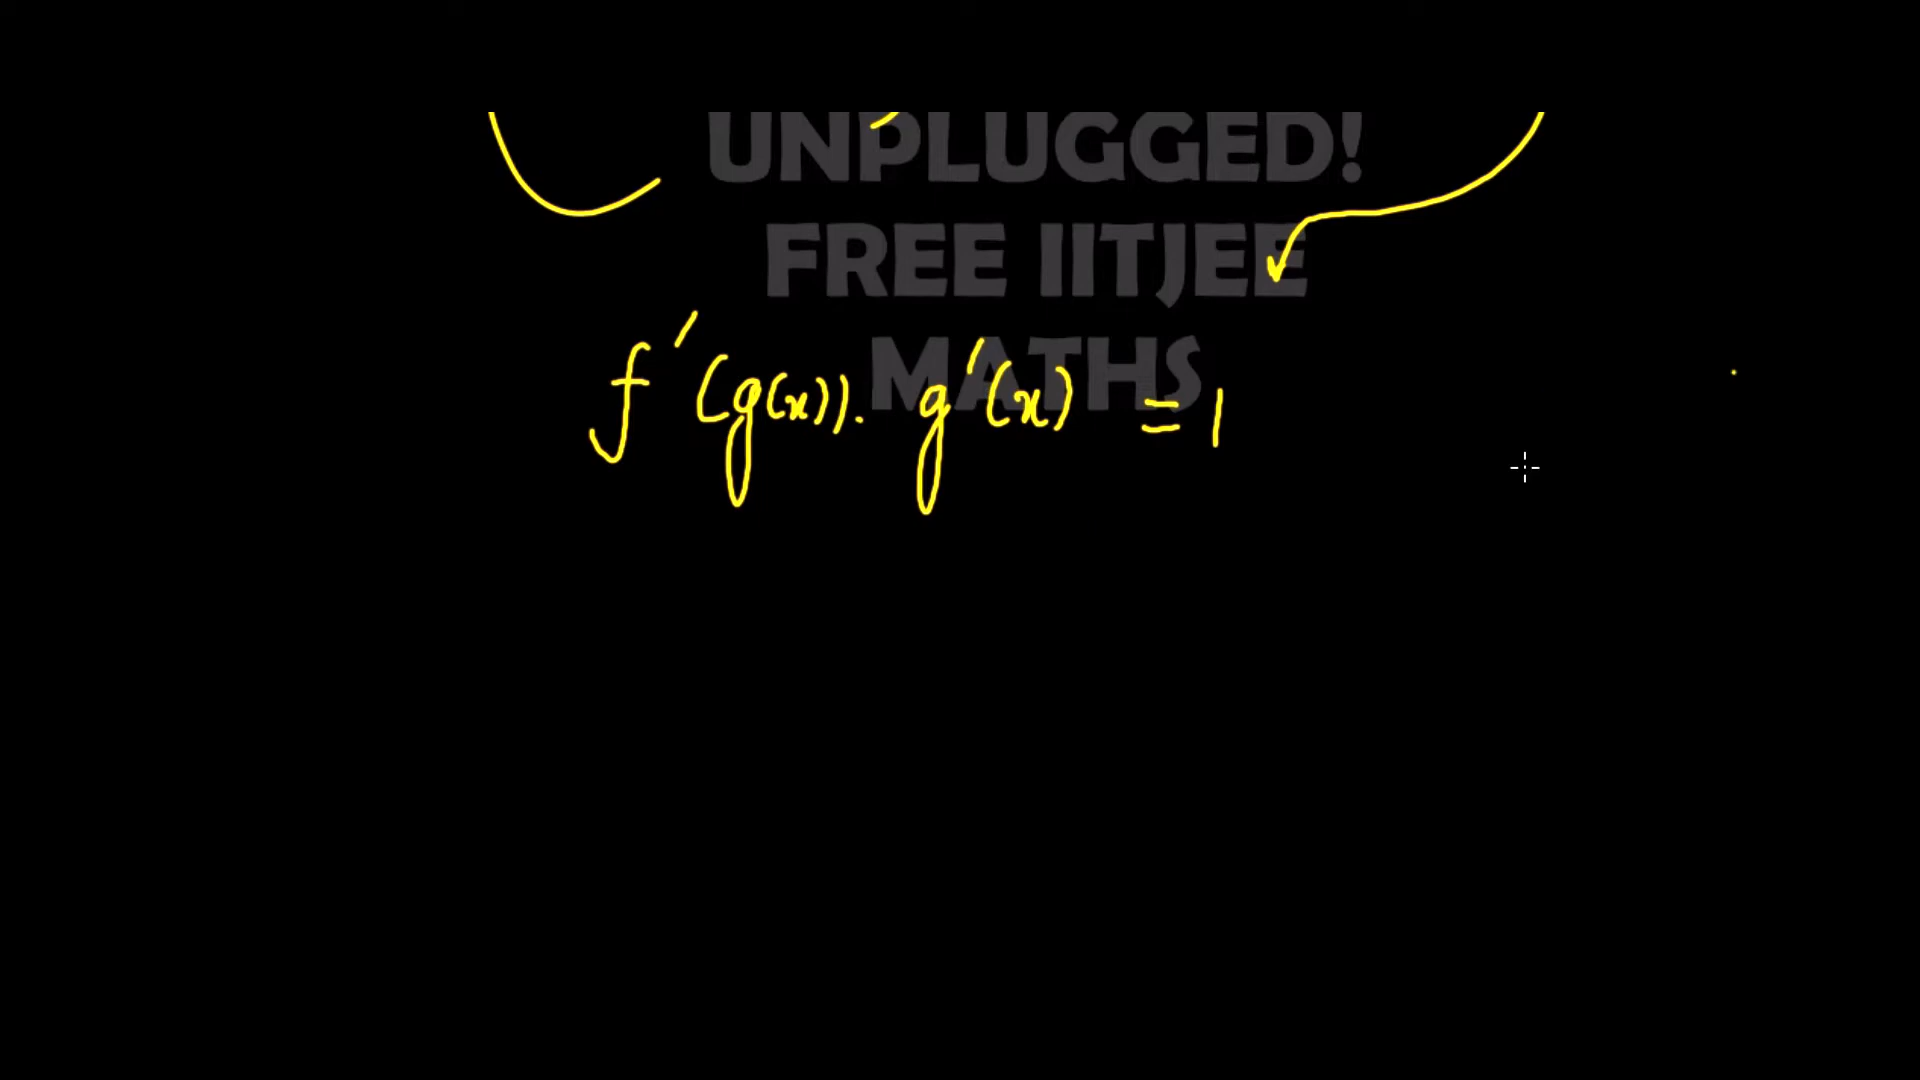 UNPLUGGED!
FREE IITJEE
MATHS
f'(g(x)). g'(x) = 1